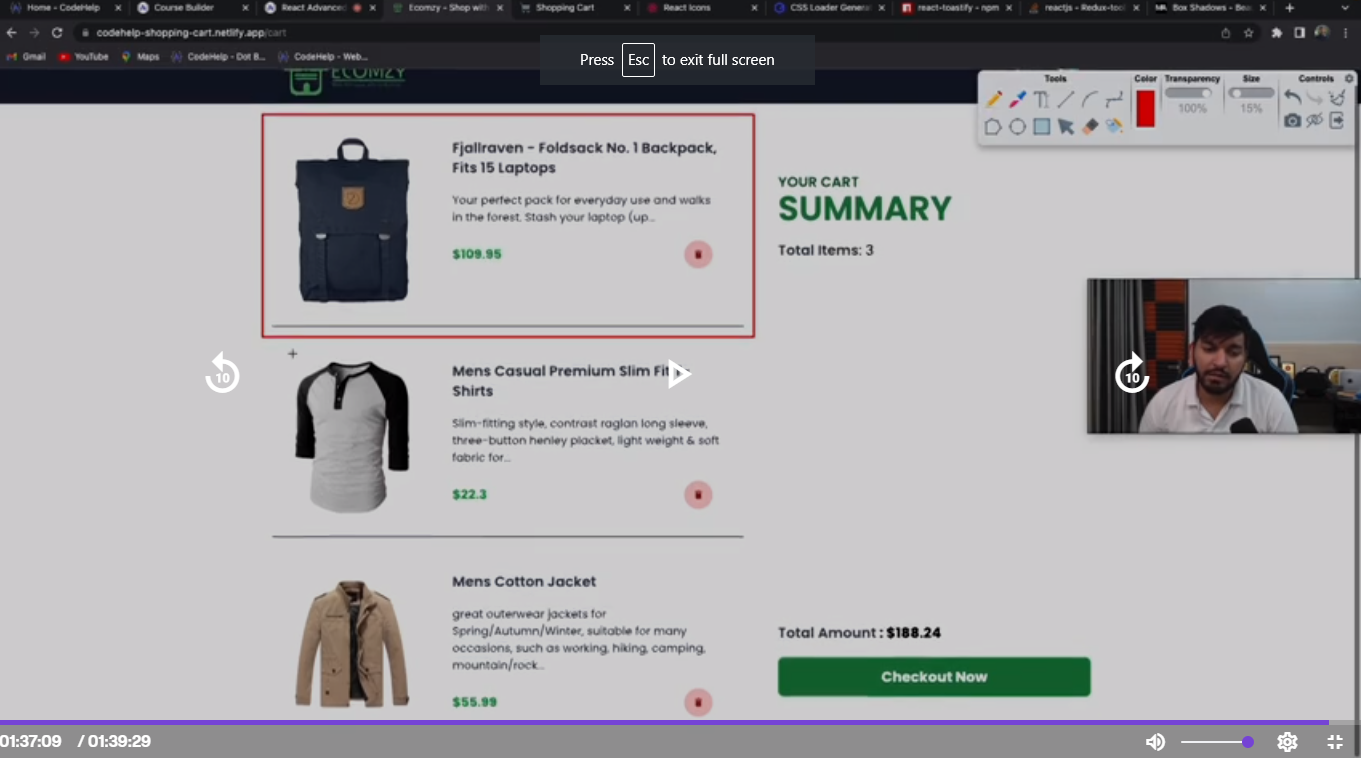 Home - CodeHelp
Course Builder
React Advanced
Ecomzy - Shop with
Shopping Cart
React Icons
CSS Loader Genera
react-toastify - npm
reactjs - Redux-tool
Box Shadows - Bea
codehelp-shopping-cart.netlify.app/cart
Gmail
YouTube
Maps
CodeHelp - Dot B...
CodeHelp - Web...
Press Esc to exit full screen
ECOMZY
Tools
Color
Transparency
Size
Controls
100%
15%
Fjallraven - Foldsack No. 1 Backpack,
Fits 15 Laptops
Your perfect pack for everyday use and walks
in the forest. Stash your laptop (up...
$109.95
YOUR CART
SUMMARY
Total Items: 3
10
10
Mens Casual Premium Slim Fit
Shirts
Slim-fitting style, contrast raglan long sleeve,
three-button henley placket, light weight & soft
fabric for...
$22.3
Mens Cotton Jacket
great outerwear jackets for
Spring/Autumn/Winter, suitable for many
occasions, such as working, hiking, camping,
mountain/rock...
$55.99
Total Amount : $188.24
Checkout Now
01:37:09 / 01:39:29